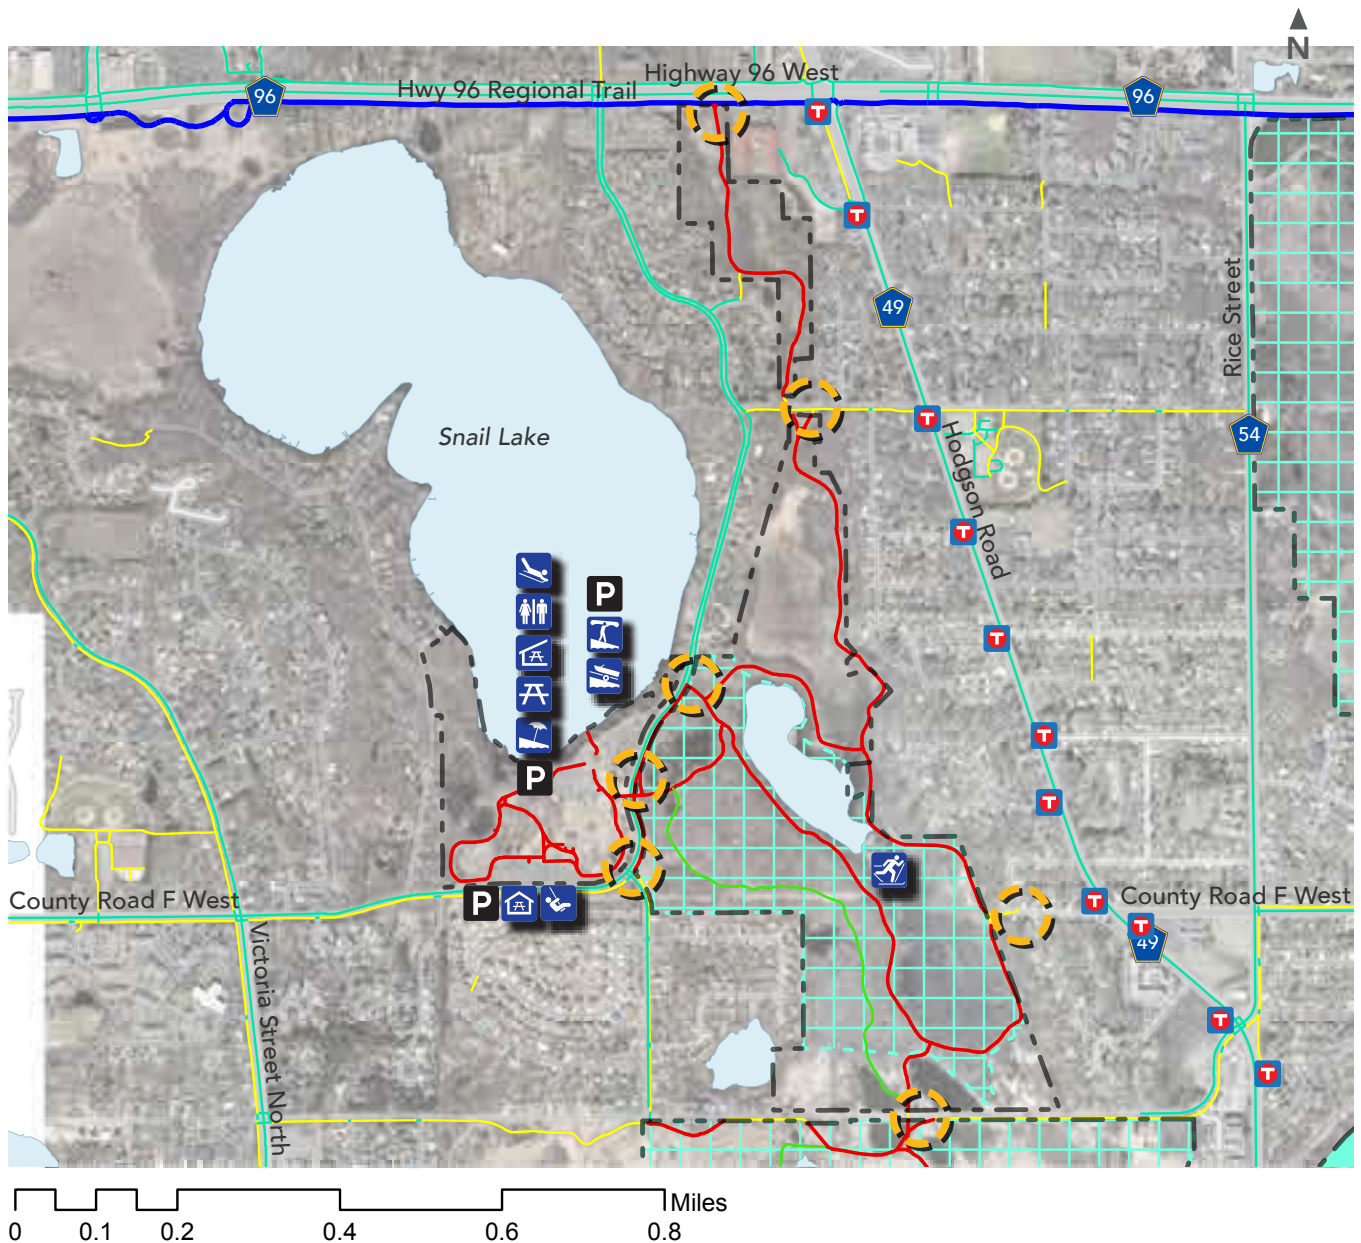 N
Highway 96 West
Hwy 96 Regional Trail
96
96
T
T
49
Rice Street
Snail Lake
T
54
Hodgson Road
T
P
T
T
P
T
County Road F West
P
T
County Road F West
T
49
Victoria Street North
T
T
Miles
0 0.1 0.2 0.4 0.6 0.8